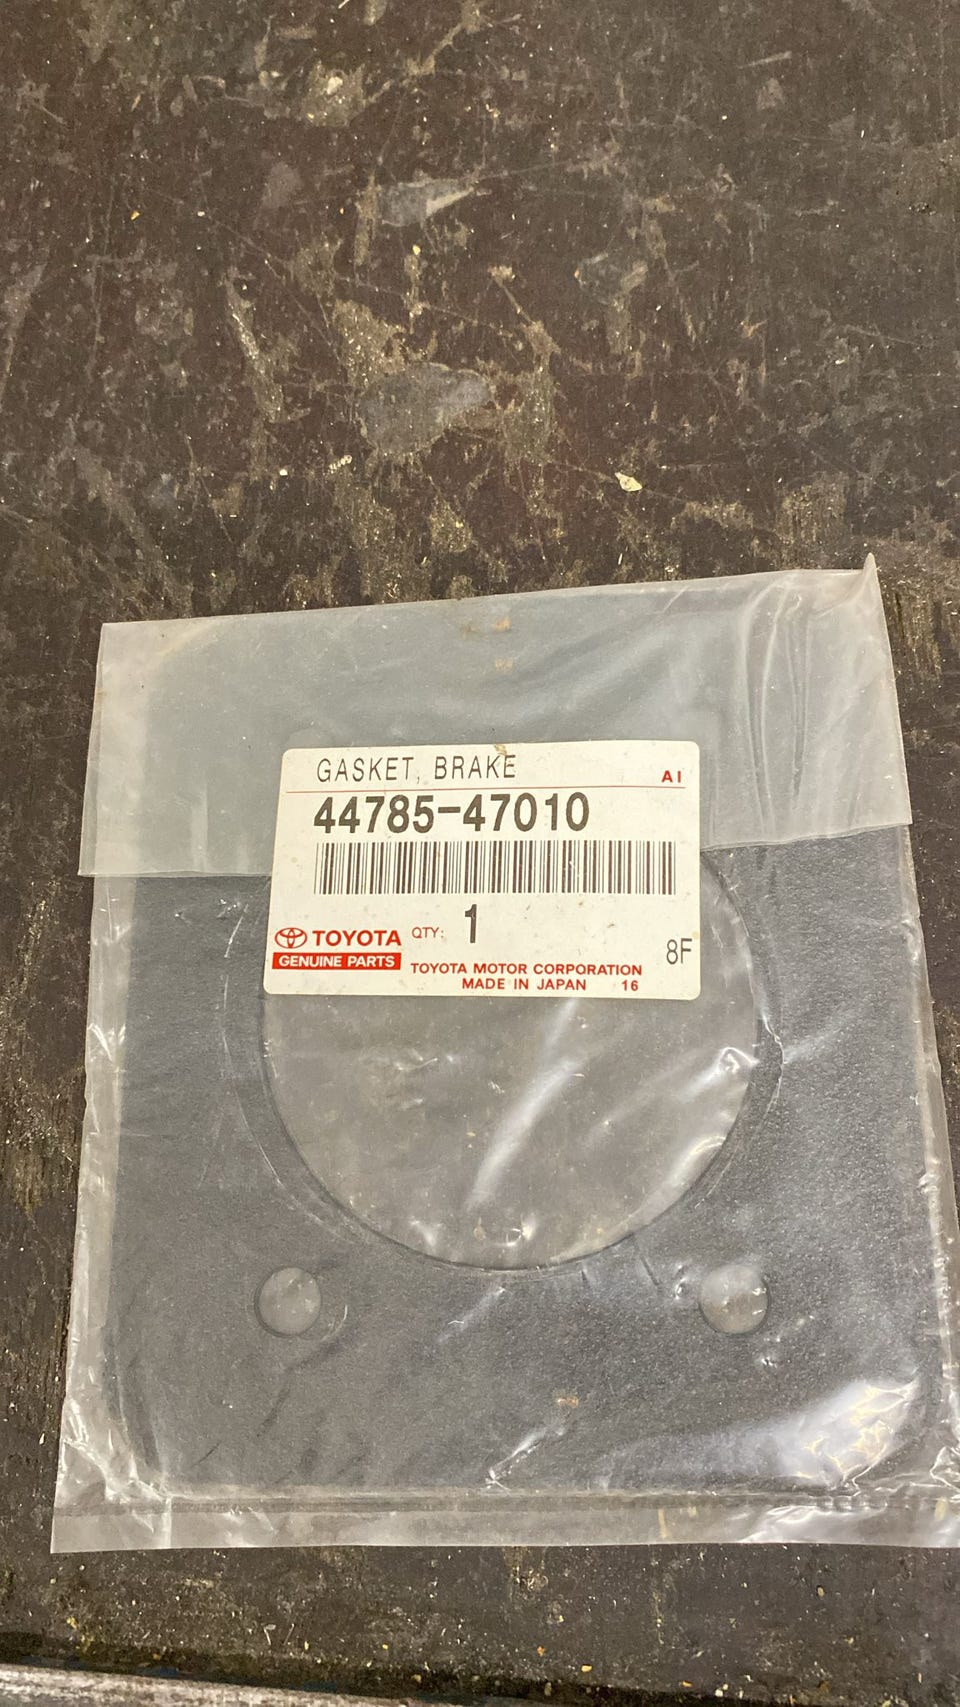 GASKET, BRAKE
AI
44785-47010
QTY: 1
TOYOTA
GENUINE PARTS
8F
TOYOTA MOTOR CORPORATION
MADE IN JAPAN 16